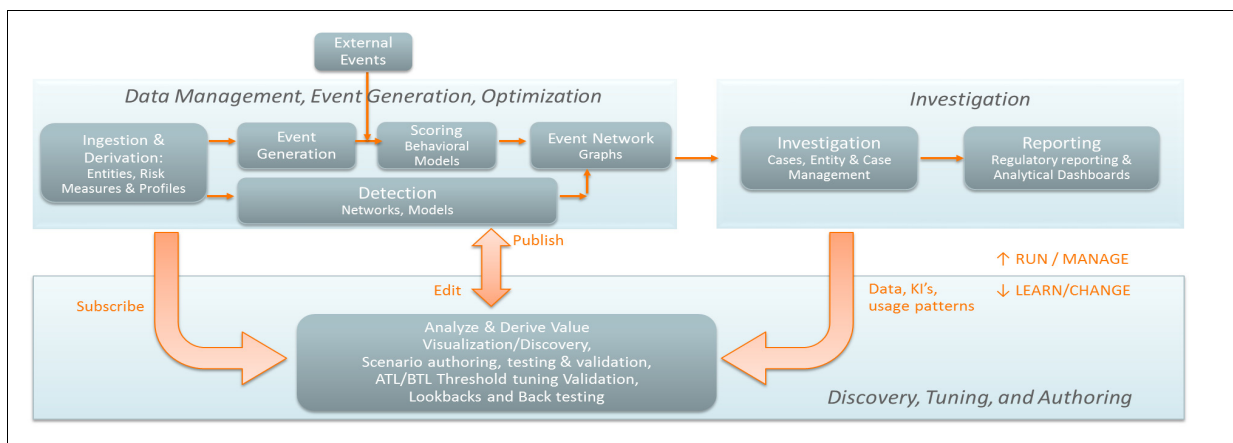 External
Events
Data Management, Event Generation, Optimization
Ingestion &
Derivation:
Entities, Risk
Measures & Profiles
Event
Generation
Scoring
Behavioral
Models
Event Network
Graphs
Detection
Networks, Models
Investigation
Investigation
Cases, Entity & Case
Management
Reporting
Regulatory reporting &
Analytical Dashboards
Publish
Edit
Subscribe
Data, KI's,
usage patterns
↑ RUN / MANAGE
↓ LEARN/CHANGE
Analyze & Derive Value
Visualization/Discovery,
Scenario authoring, testing & validation,
ATL/BTL Threshold tuning Validation,
Lookbacks and Back testing
Discovery, Tuning, and Authoring